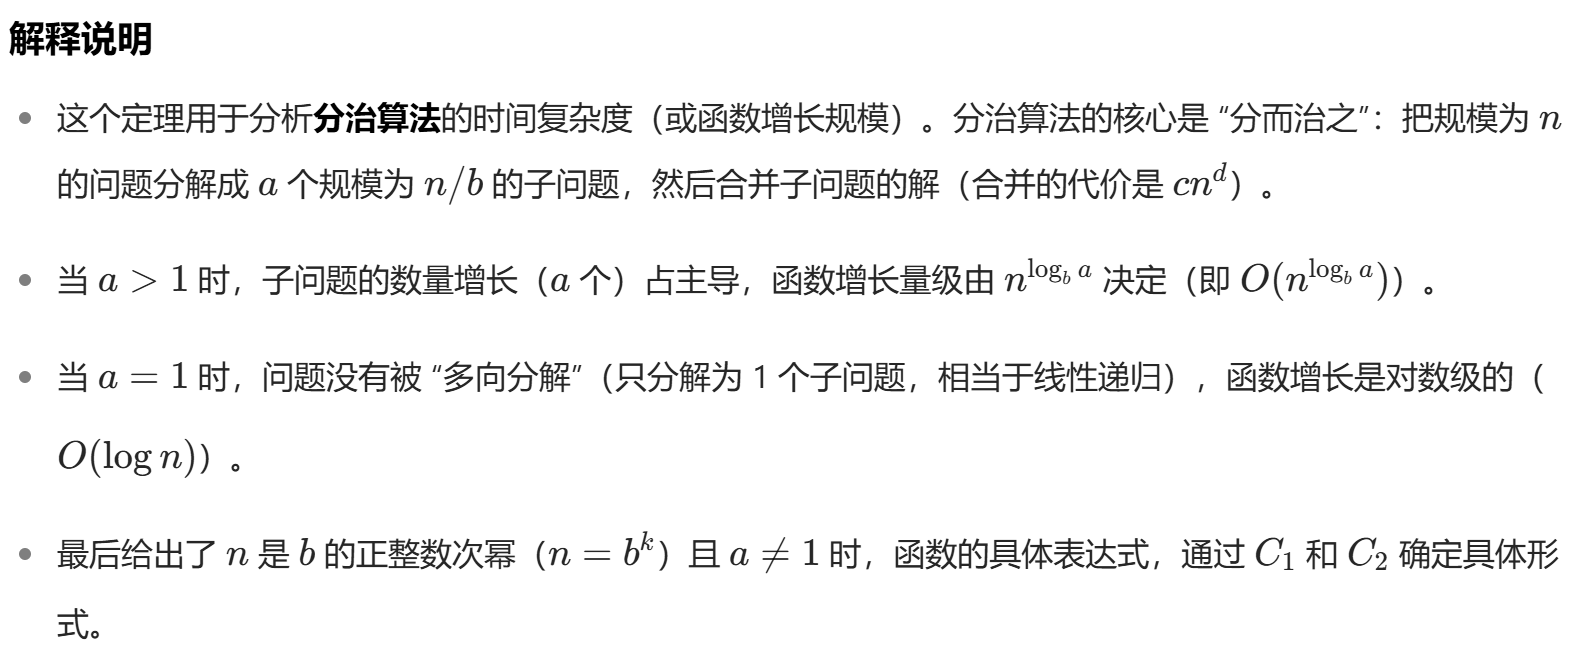 解释说明
• 这个定理用于分析分治算法的时间复杂度（或函数增长规模）。分治算法的核心是“分而治之”：把规模为 n
的问题分解成 a 个规模为 n/b 的子问题，然后合并子问题的解（合并的代价是 cn^d）。
• 当 a > 1 时，子问题的数量增长（a 个）占主导，函数增长量级由 n^{log_b a} 决定（即 O(n^{log_b a})）。
• 当 a = 1 时，问题没有被“多向分解”（只分解为 1 个子问题，相当于线性递归），函数增长是对数级的（
O(log n)）。
• 最后给出了 n 是 b 的正整数次幂（n = b^k）且 a ≠ 1 时，函数的具体表达式，通过 C_1 和 C_2 确定具体形
式。